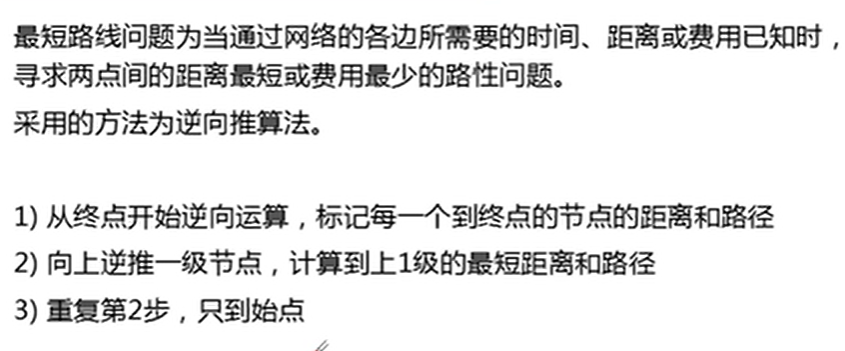 最短路线问题为当通过网络的各边所需要的时间、距离或费用已知时，
寻求两点间的距离最短或费用最少的路性问题。
采用的方法为逆向推算法。
1) 从终点开始逆向运算，标记每一个到终点的节点的距离和路径
2) 向上逆推一级节点，计算到上1级的最短距离和路径
3) 重复第2步，只到始点